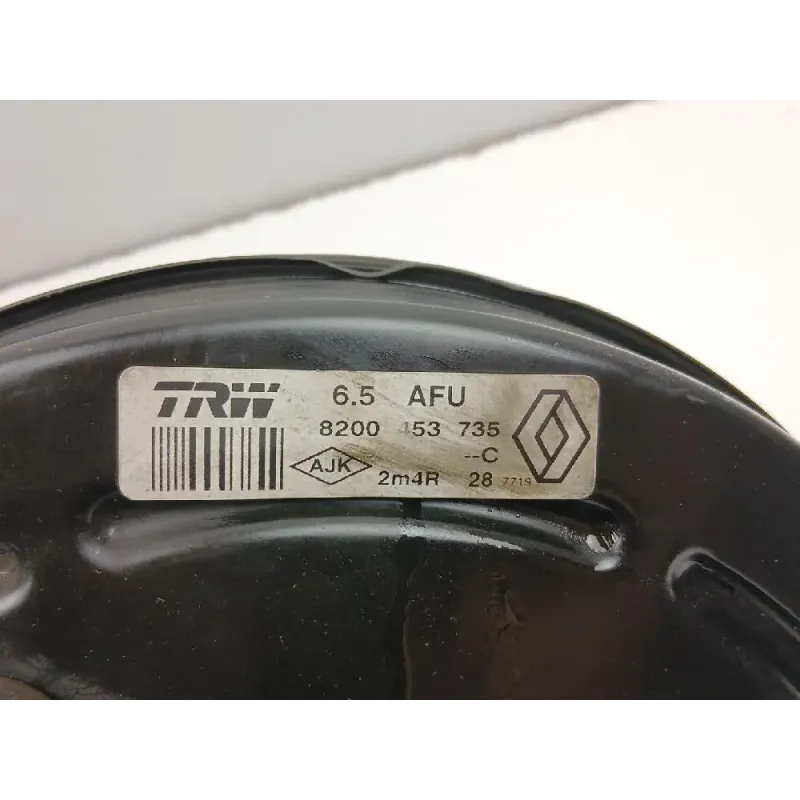 TRW 6.5 AFU
8200 453 735
--C
AJK 2m4R 28 7719